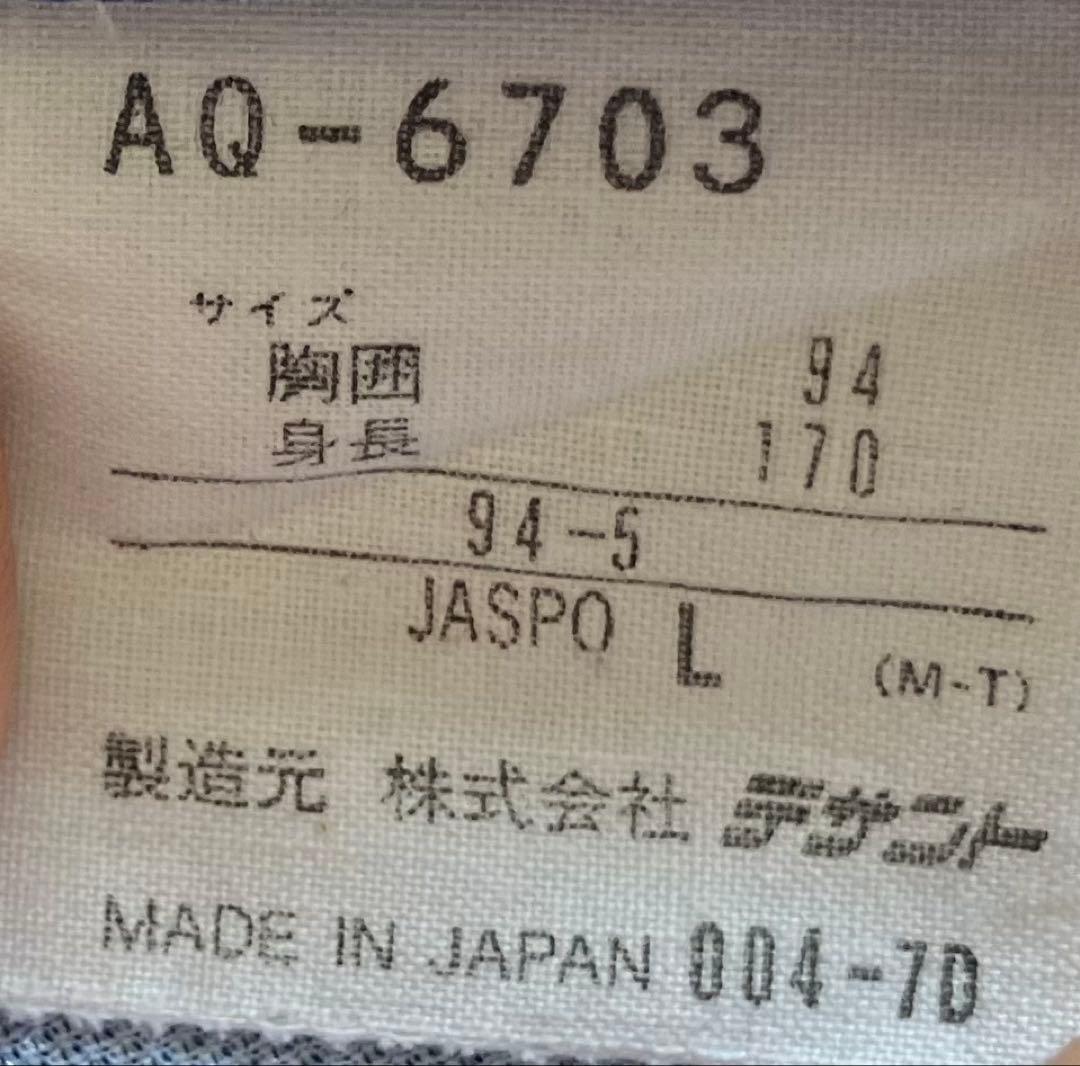 AQ-6703
サイズ
胸囲 94
身長 170
94-5
JASPO L (M-T)
製造元 株式会社 デサント
MADE IN JAPAN 004-7D